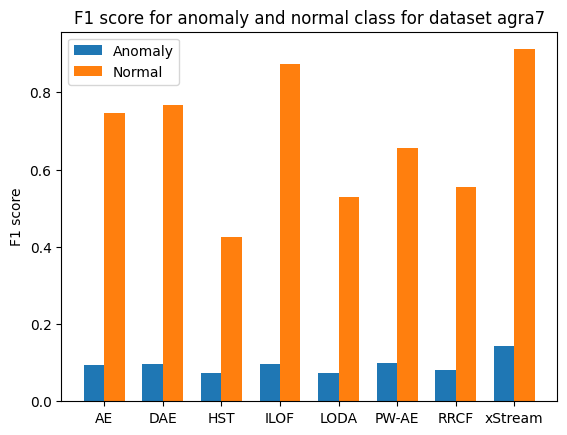 F1 score for anomaly and normal class for dataset agra7
Anomaly
Normal
F1 score
0.8
0.6
0.4
0.2
0.0
AE DAE HST ILOF LODA PW-AE RRCF xStream